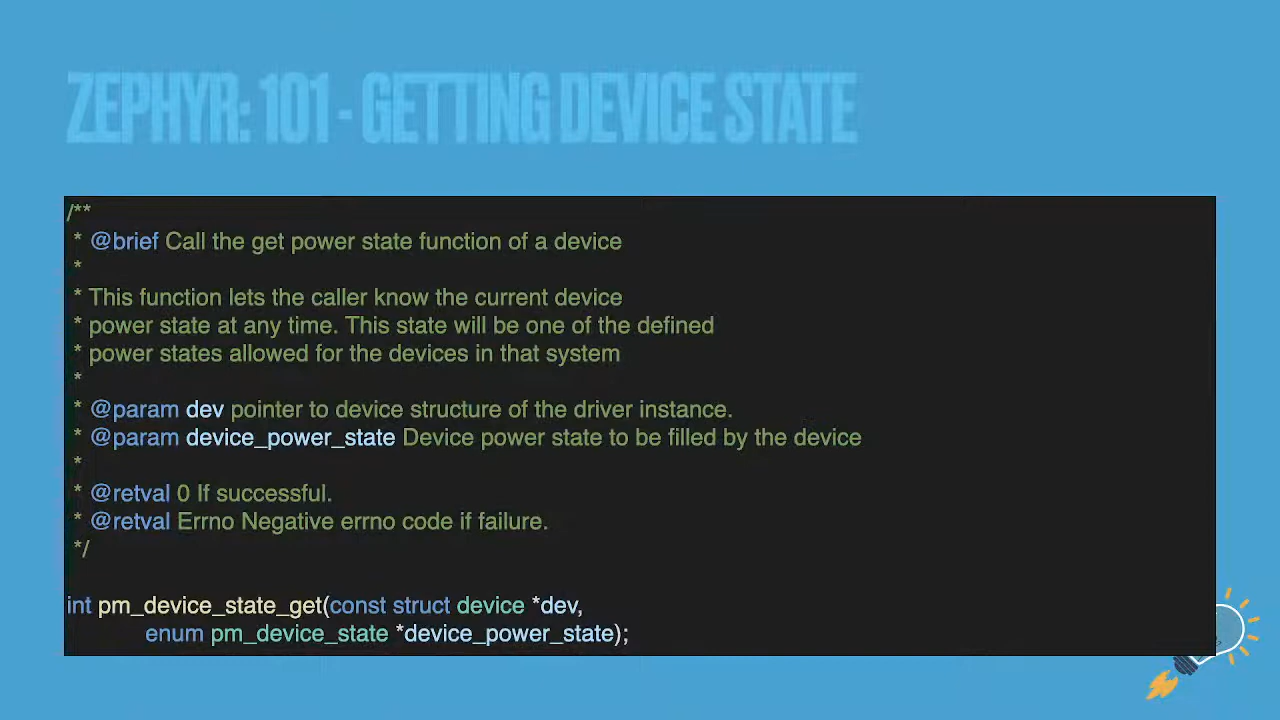 ZEPHYR: 101 - GETTING DEVICE STATE
/**
* @brief Call the get power state function of a device
*
* This function lets the caller know the current device
* power state at any time. This state will be one of the defined
* power states allowed for the devices in that system
*
* @param dev pointer to device structure of the driver instance.
* @param device_power_state Device power state to be filled by the device
*
* @retval 0 If successful.
* @retval Errno Negative errno code if failure.
*/
int pm_device_state_get(const struct device *dev,
enum pm_device_state *device_power_state);